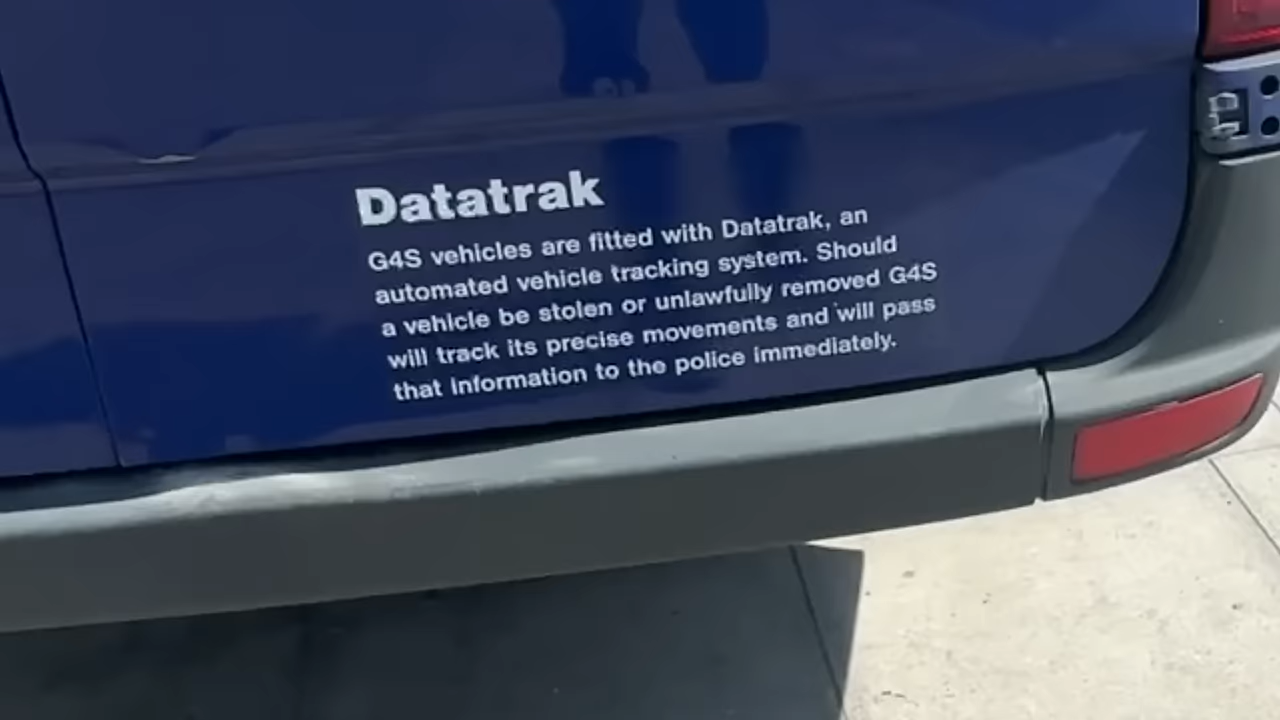 Datatrak
G4S vehicles are fitted with Datatrak, an
automated vehicle tracking system. Should
a vehicle be stolen or unlawfully removed G4S
will track its precise movements and will pass
that information to the police immediately.